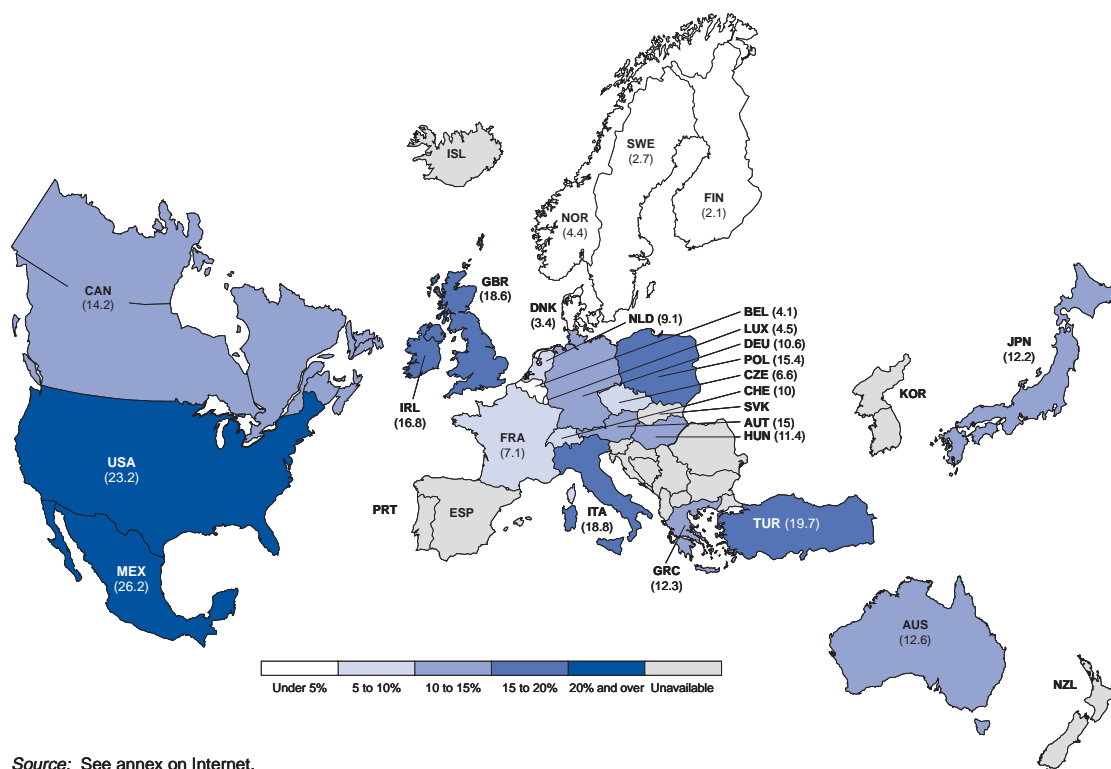 ISL
SWE
(2.7)
FIN
(2.1)
NOR
(4.4)
CAN
(14.2)
GBR
(18.6)
DNK
(3.4)
NLD (9.1)
BEL (4.1)
LUX (4.5)
DEU (10.6)
POL (15.4)
CZE (6.6)
CHE (10)
SVK
AUT (15)
HUN (11.4)
JPN
(12.2)
KOR
IRL
(16.8)
FRA
(7.1)
USA
(23.2)
PRT
ESP
ITA
(18.8)
TUR (19.7)
GRC
(12.3)
MEX
(26.2)
AUS
(12.6)
NZL
Under 5%
5 to 10%
10 to 15%
15 to 20%
20% and over
Unavailable
Source: See annex on Internet.